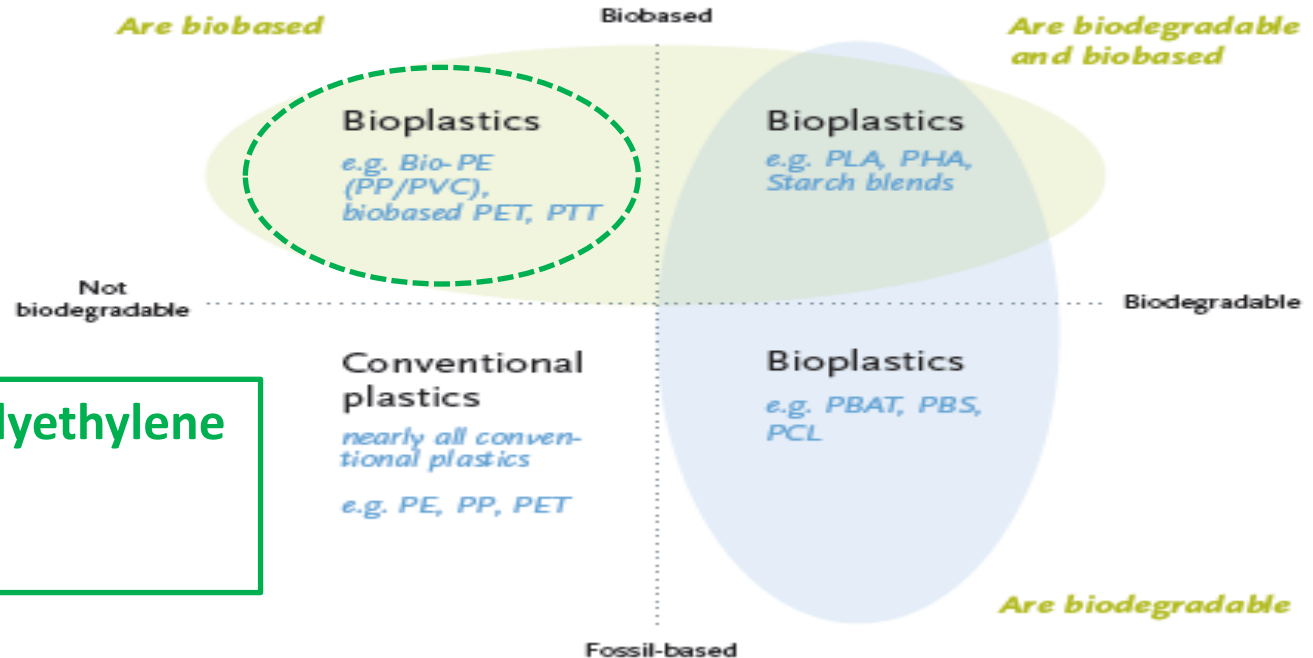 Are biobased
Biobased
Are biodegradable
and biobased
Bioplastics
e.g. Bio-PE
(PP/PVC),
biobased PET, PTT
Bioplastics
e.g. PLA, PHA,
Starch blends
Not
biodegradable
Biodegradable
Conventional
plastics
nearly all conven-
tional plastics
e.g. PE, PP, PET
Bioplastics
e.g. PBAT, PBS,
PCL
lyethylene
Are biodegradable
Fossil-based